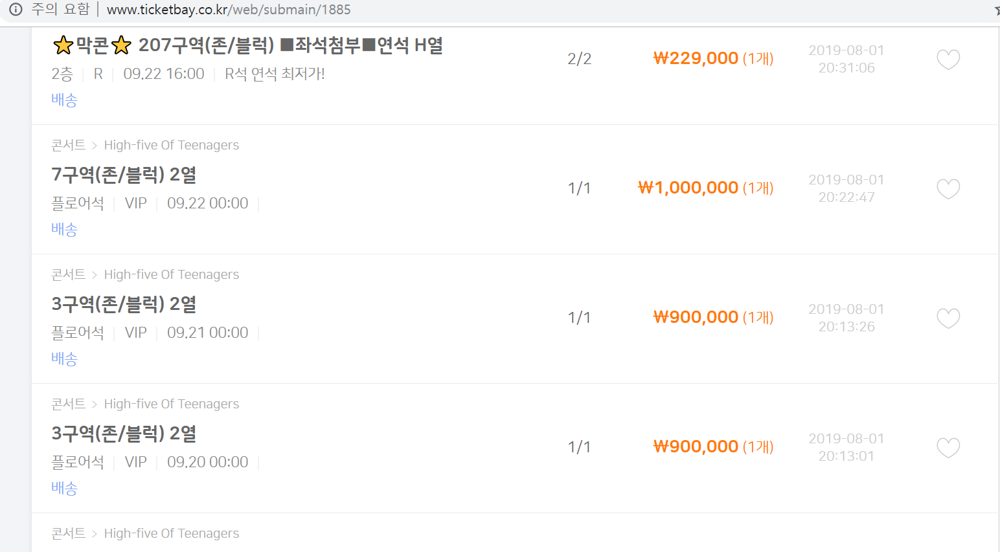 주의 요함 | www.ticketbay.co.kr/web/submain/1885
⭐막콘⭐ 207구역(존/블럭) ■좌석첨부■연석 H열
2층 | R | 09.22 16:00 | R석 연석 최저가!
배송
2/2
₩229,000 (1개)
2019-08-01
20:31:06
콘서트 > High-five Of Teenagers
7구역(존/블럭) 2열
플로어석 | VIP | 09.22 00:00 |
배송
1/1
₩1,000,000 (1개)
2019-08-01
20:22:47
콘서트 > High-five Of Teenagers
3구역(존/블럭) 2열
플로어석 | VIP | 09.21 00:00 |
배송
1/1
₩900,000 (1개)
2019-08-01
20:13:26
콘서트 > High-five Of Teenagers
3구역(존/블럭) 2열
플로어석 | VIP | 09.20 00:00 |
배송
1/1
₩900,000 (1개)
2019-08-01
20:13:01
콘서트 > High-five Of Teenagers